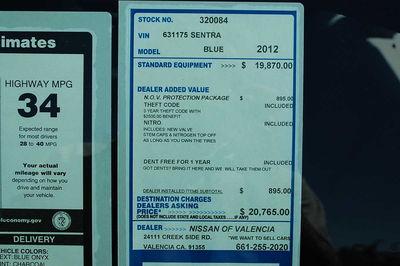 imates
HIGHWAY MPG
34
Expected range
for most drivers
28 to 40 MPG
Your actual
mileage will vary
depending on how you
drive and maintain
your vehicle.
fueleconomy.gov
DELIVERY
VEHICLE COLORS:
EXT: BLUE ONYX
INT: CHARCOAL
STOCK NO. 320084
VIN 631175 SENTRA
MODEL BLUE 2012
STANDARD EQUIPMENT >>>> $ 19,870.00
DEALER ADDED VALUE
N.O.V. PROTECTION PACKAGE $ 895.00
THEFT CODE INCLUDED
3 YEAR THEFT CODE WITH
$2500.00 BENEFIT
NITRO. INCLUDED
INCLUDES: NEW VALVE
STEM CAPS & NITROGEN TOP OFF
AS LONG AS YOU OWN THE TIRES
DENT FREE FOR 1 YEAR INCLUDED
GOT DENTS? BRING IT HERE AND WE WILL TAKE THEM OUT
DEALER INSTALLED ITEMS SUBTOTAL $ 895.00
DESTINATION CHARGES
DEALERS ASKING
PRICE* >>>>> >>>>>>>>>> $ 20,765.00
(DOES NOT INCLUDE STATE AND LOCAL TAXES.....IF ANY)
DEALER >>>>>> NISSAN OF VALENCIA
24111 CREEK SIDE RD. "WE WANT TO SELL CARS
VALENCIA CA. 91355 661-255-2020